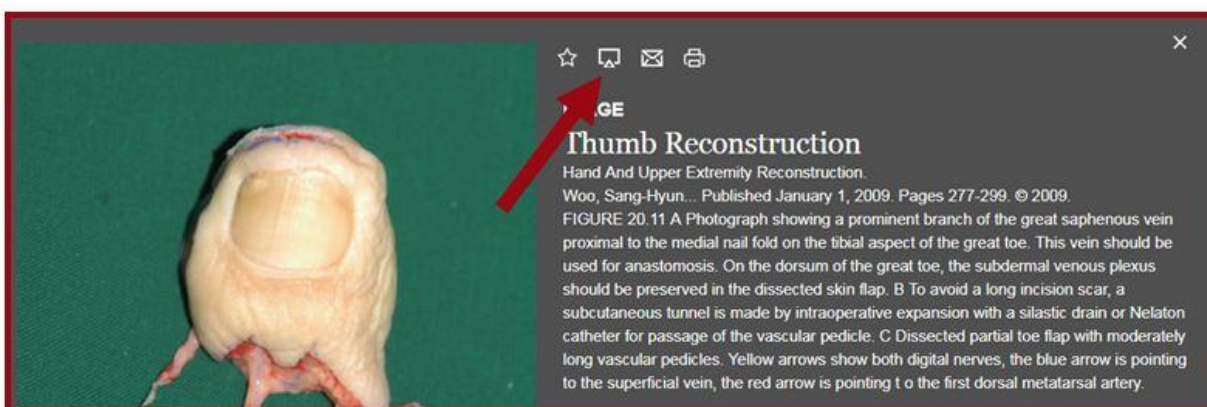 Thumb Reconstruction
Hand And Upper Extremity Reconstruction.
Woo, Sang-Hyun... Published January 1, 2009. Pages 277-299. © 2009.
FIGURE 20.11 A Photograph showing a prominent branch of the great saphenous vein
proximal to the medial nail fold on the tibial aspect of the great toe. This vein should be
used for anastomosis. On the dorsum of the great toe, the subdermal venous plexus
should be preserved in the dissected skin flap. B To avoid a long incision scar, a
subcutaneous tunnel is made by intraoperative expansion with a silastic drain or Nelaton
catheter for passage of the vascular pedicle. C Dissected partial toe flap with moderately
long vascular pedicles. Yellow arrows show both digital nerves, the blue arrow is pointing
to the superficial vein, the red arrow is pointing t o the first dorsal metatarsal artery.